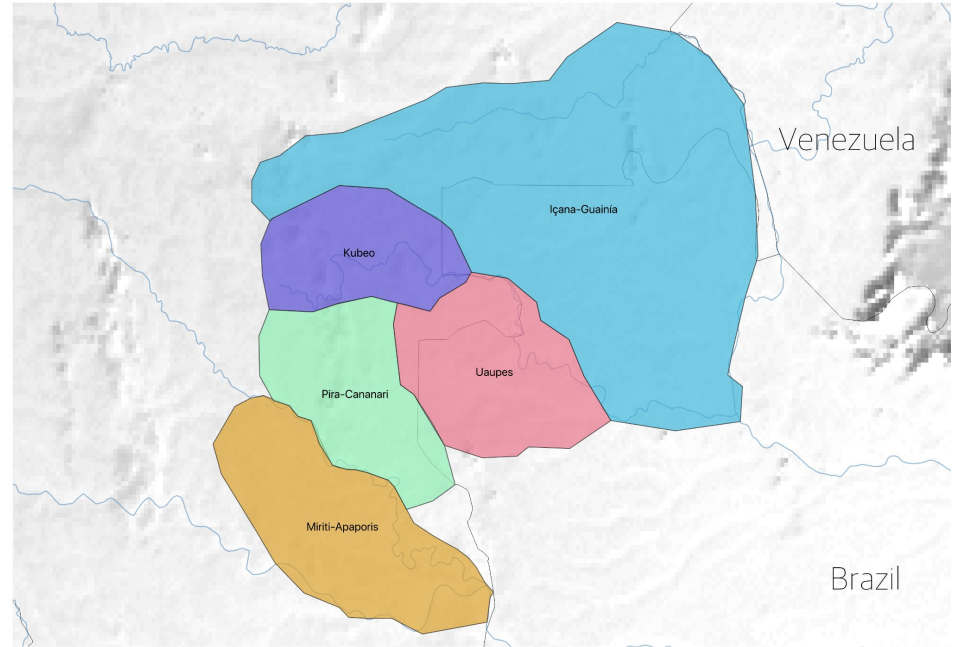 Venezuela
Içana-Guainía
Kubeo
Uaupes
Pira-Cananari
Miriti-Apaporis
Brazil